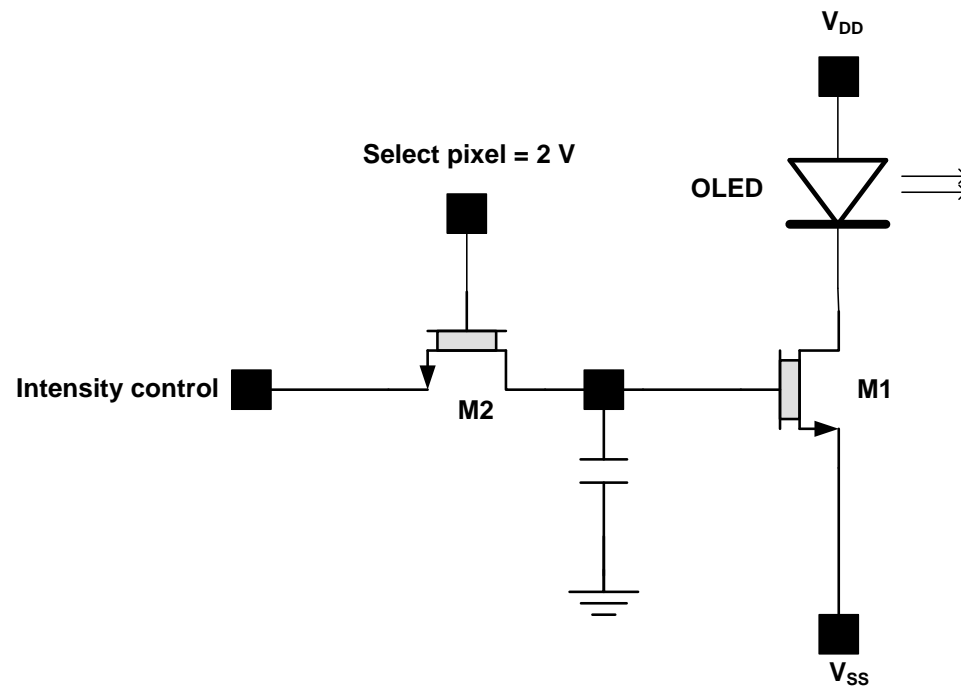 VDD
Select pixel = 2 V
OLED
Intensity control
M2
M1
VSS